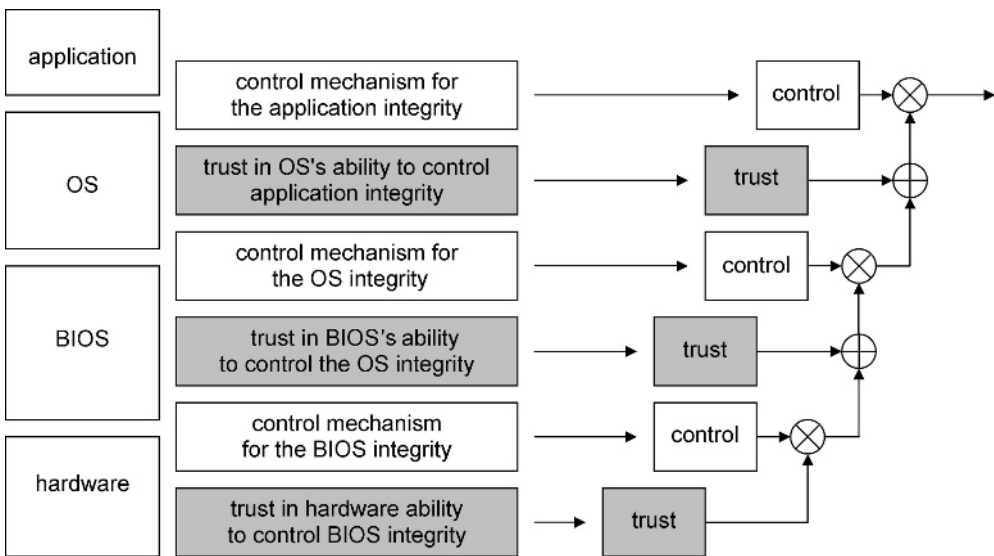 application
control mechanism for
the application integrity
control
trust in OS's ability to control
application integrity
trust
OS
control mechanism for
the OS integrity
control
trust in BIOS's ability
to control the OS integrity
trust
BIOS
control mechanism
for the BIOS integrity
control
hardware
trust in hardware ability
to control BIOS integrity
trust